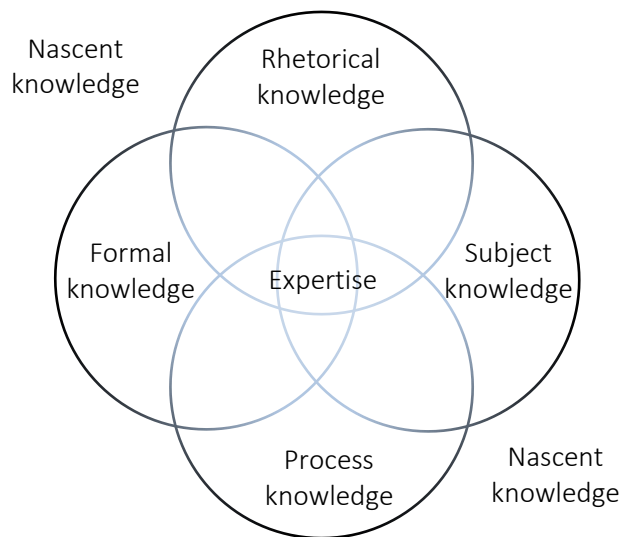 Nascent
knowledge
Rhetorical
knowledge
Formal
knowledge
Expertise
Subject
knowledge
Process
knowledge
Nascent
knowledge